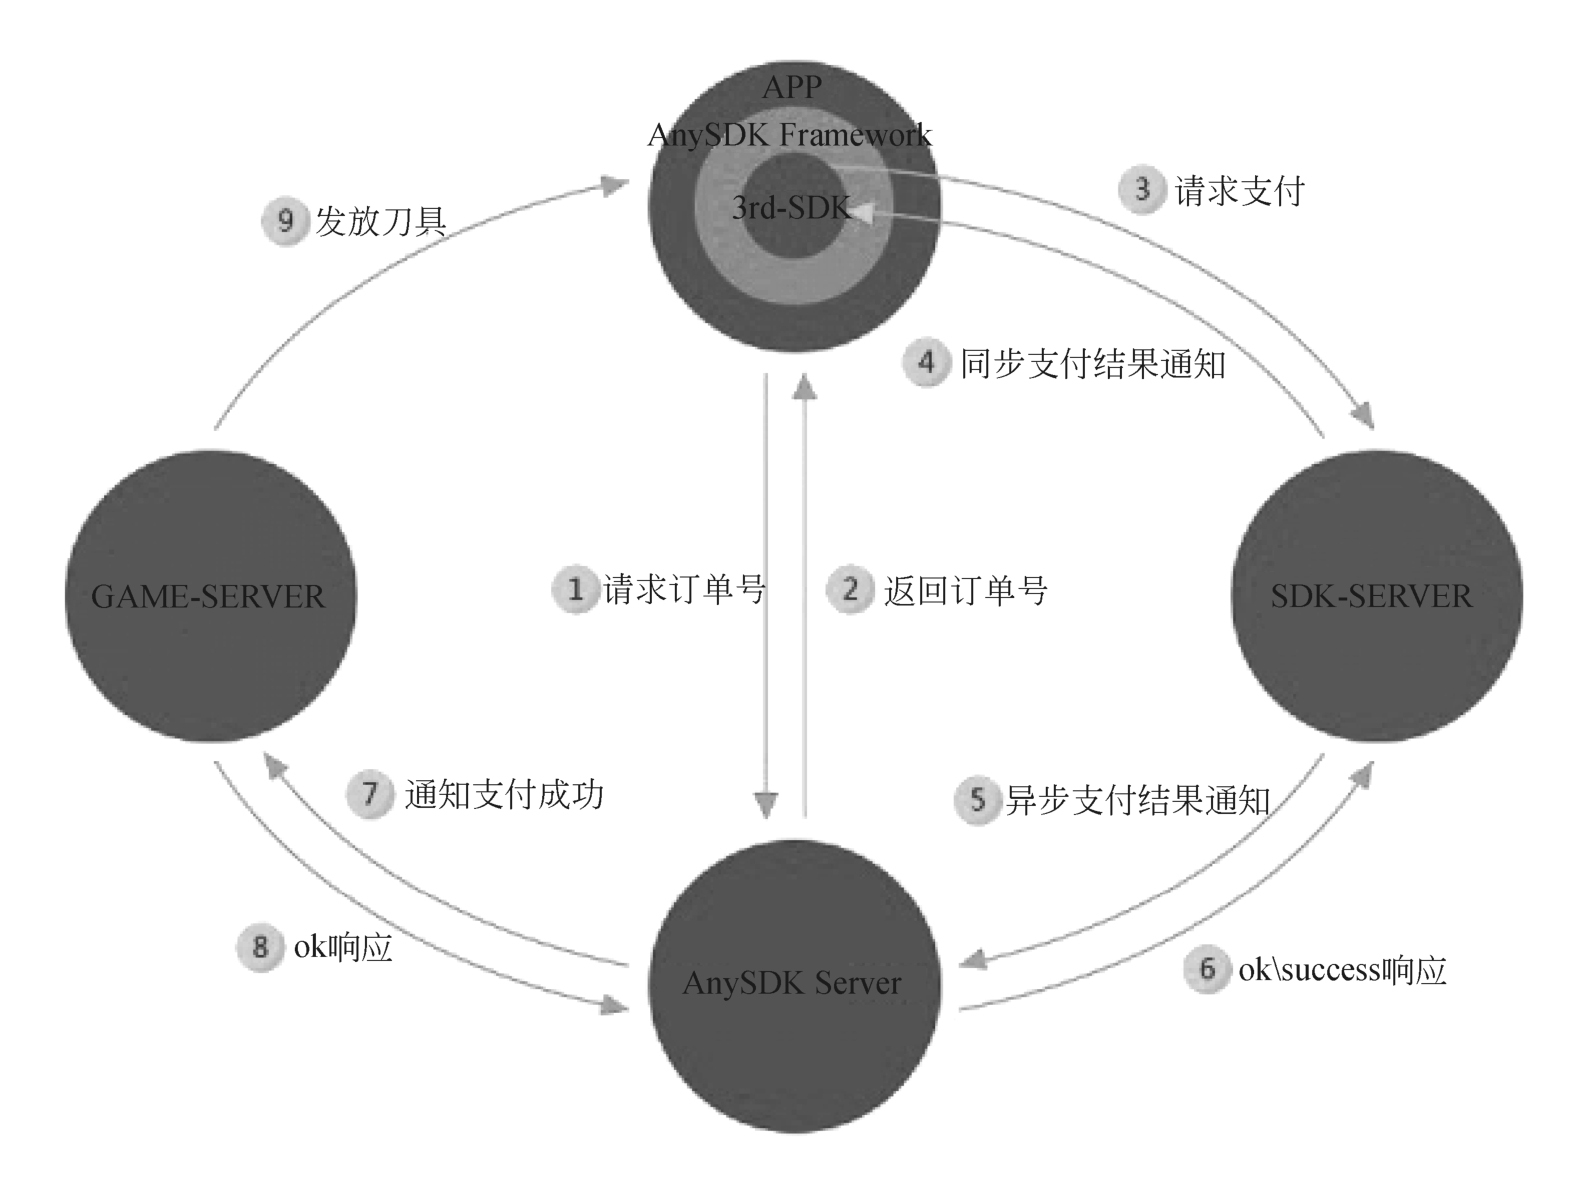 APP
AnySDK Framework
3rd-SDK
3 请求支付
9 发放刀具
4 同步支付结果通知
GAME-SERVER
1 请求订单号
2 返回订单号
SDK-SERVER
7 通知支付成功
5 异步支付结果通知
8 ok响应
6 ok\success响应
AnySDK Server